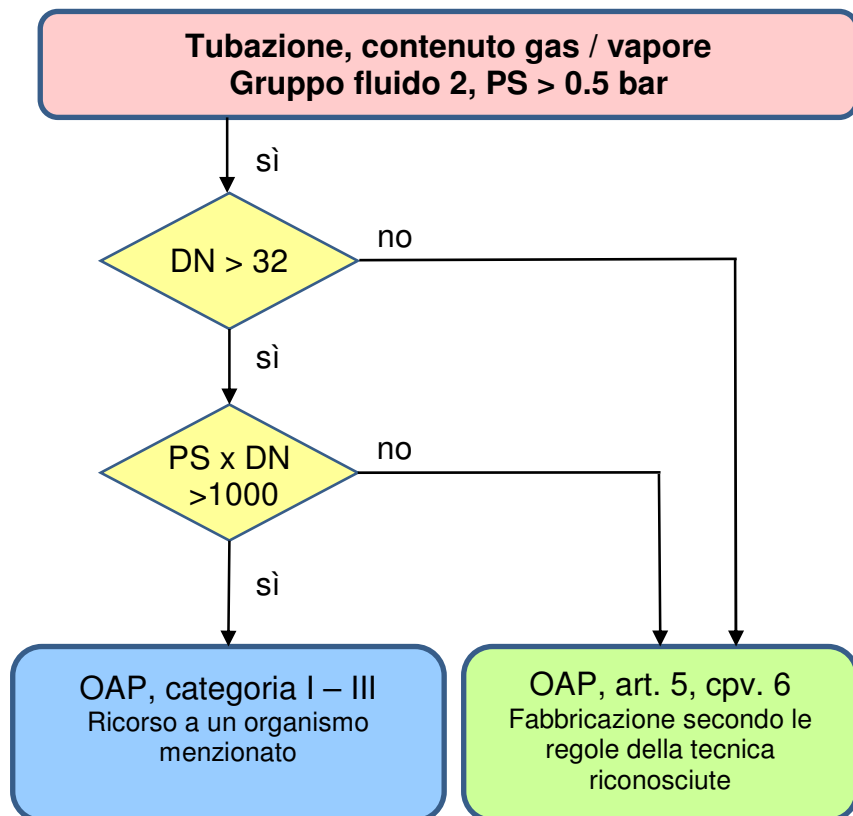 Tubazione, contenuto gas / vapore
Gruppo fluido 2, PS > 0.5 bar
sì
DN > 32
no
sì
PS x DN
>1000
no
sì
OAP, categoria I – III
Ricorso a un organismo
menzionato
OAP, art. 5, cpv. 6
Fabbricazione secondo le
regole della tecnica
riconosciute